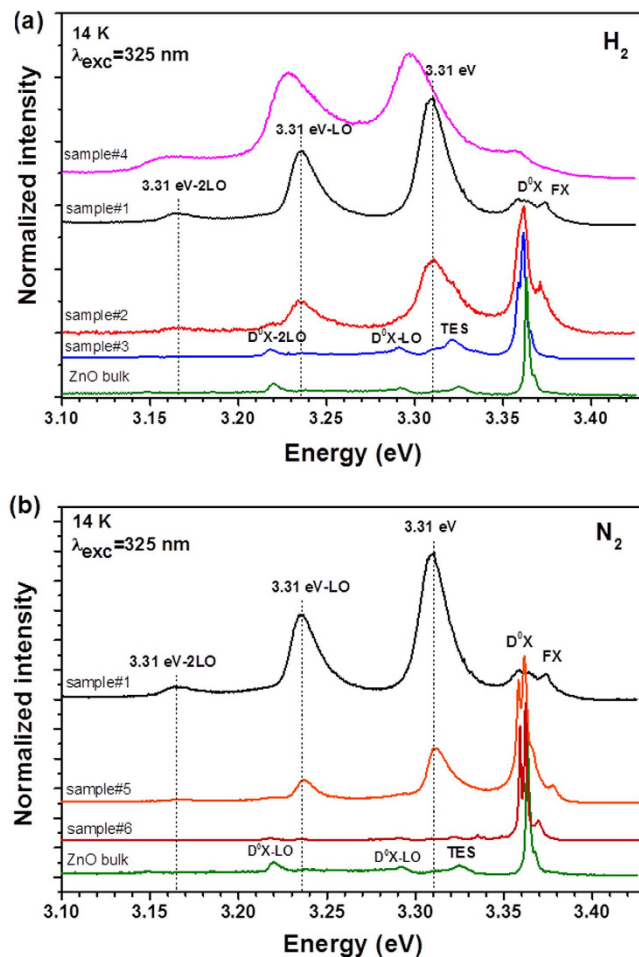 (a)
14 K
λexc=325 nm
H2
3.31 eV
3.31 eV-LO
sample#4
3.31 eV-2LO
D0X
FX
sample#1
sample#2
D0X-2LO
D0X-LO
TES
sample#3
ZnO bulk
Normalized intensity
3.10 3.15 3.20 3.25 3.30 3.35 3.40
Energy (eV)
(b)
14 K
λexc=325 nm
N2
3.31 eV
3.31 eV-LO
3.31 eV-2LO
D0X
FX
sample#1
sample#5
sample#6
D0X-LO
D0X-LO
TES
ZnO bulk
Normalized intensity
3.10 3.15 3.20 3.25 3.30 3.35 3.40
Energy (eV)